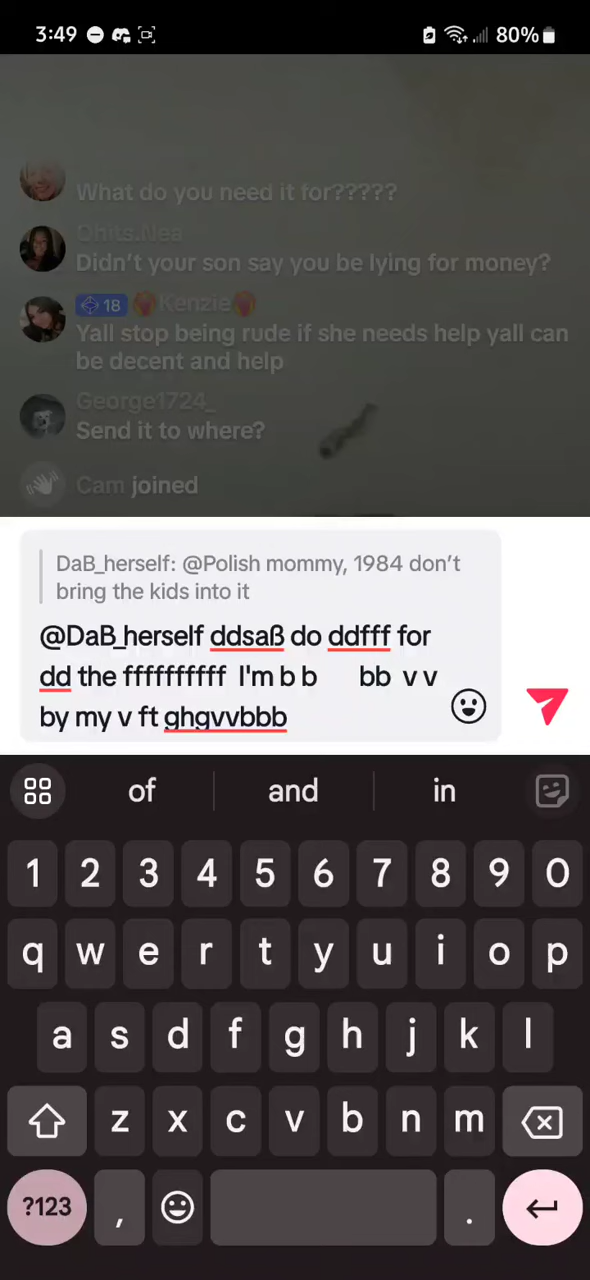 3:49 80%
What do you need it for?????
Dhits.Nea
Didn't your son say you be lying for money?
18 Kenzie
Yall stop being rude if she needs help yall can
be decent and help
George1724_
Send it to where?
Cam joined
DaB_herself: @Polish mommy, 1984 don't
bring the kids into it
@DaB_herself ddsaß do ddfff for
dd the ffffffffff I'm b b bb v v
by my v ft ghgvvbbb
of and in
1 2 3 4 5 6 7 8 9 0
q w e r t y u i o p
a s d f g h j k l
z x c v b n m
?123 , .